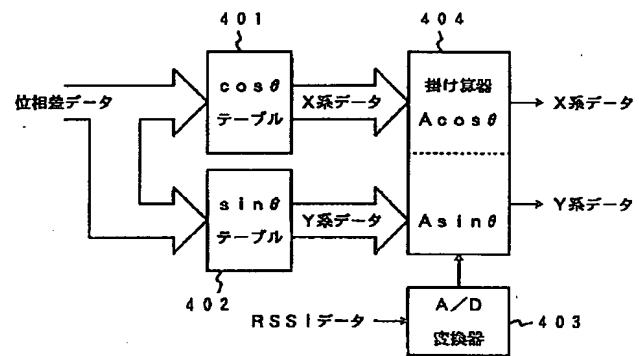 401
404
位相差データ
cosθ
テーブル
X系データ
掛け算器
Acosθ
X系データ
sinθ
テーブル
Y系データ
Asinθ
Y系データ
402
RSSIデータ
A/D
変換器
403